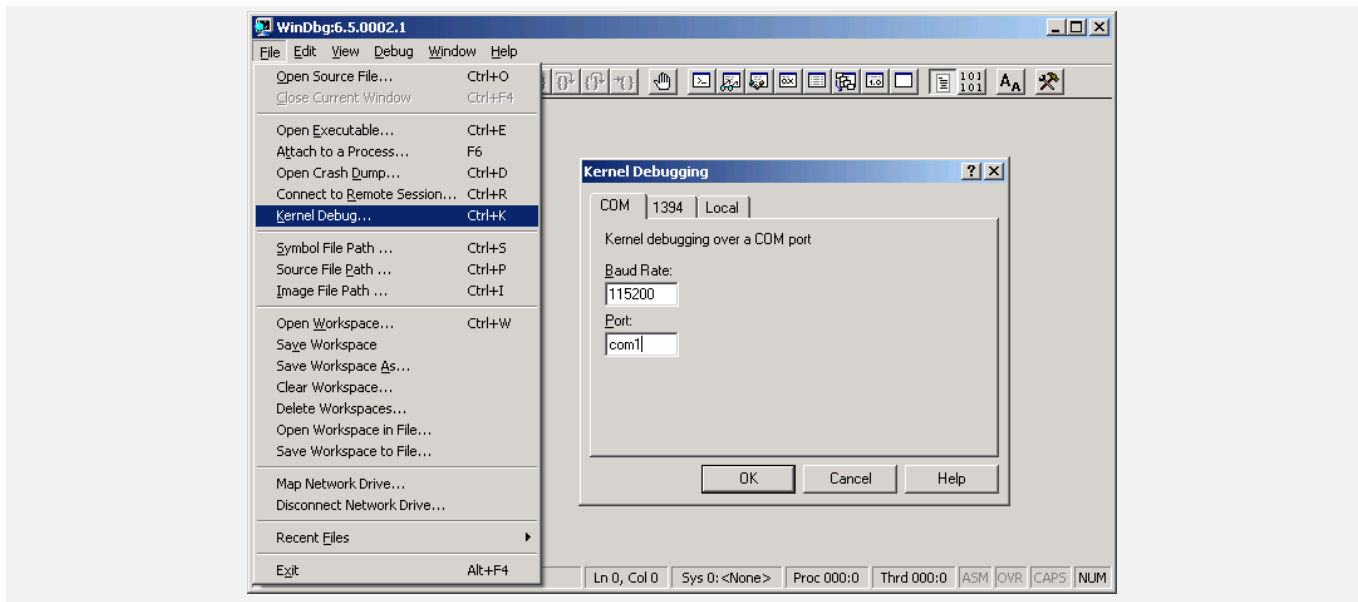 WinDbg:6.5.0002.1
File Edit View Debug Window Help
Open Source File... Ctrl+O
Close Current Window Ctrl+F4
Open Executable... Ctrl+E
Attach to a Process... F6
Open Crash Dump... Ctrl+D
Connect to Remote Session... Ctrl+R
Kernel Debug... Ctrl+K
Symbol File Path ... Ctrl+S
Source File Path ... Ctrl+P
Image File Path ... Ctrl+I
Open Workspace... Ctrl+W
Save Workspace
Save Workspace As...
Clear Workspace...
Delete Workspaces...
Open Workspace in File...
Save Workspace to File...
Map Network Drive...
Disconnect Network Drive...
Recent Files
Exit Alt+F4
101
101
AA
Kernel Debugging
COM 1394 Local
Kernel debugging over a COM port
Baud Rate:
115200
Port:
com1
OK Cancel Help
Ln 0, Col 0 Sys 0:<None> Proc 000:0 Thrd 000:0 ASM OVR CAPS NUM